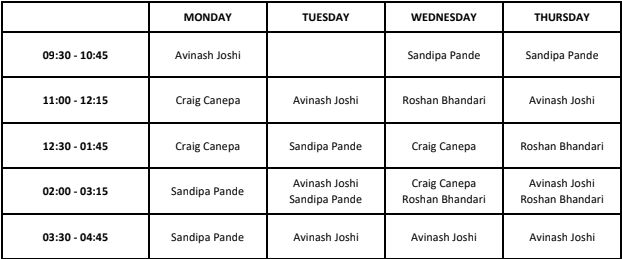 MONDAY TUESDAY WEDNESDAY THURSDAY
09:30 - 10:45 Avinash Joshi Sandipa Pande Sandipa Pande
11:00 - 12:15 Craig Canepa Avinash Joshi Roshan Bhandari Avinash Joshi
12:30 - 01:45 Craig Canepa Sandipa Pande Craig Canepa Roshan Bhandari
02:00 - 03:15 Sandipa Pande Avinash Joshi Craig Canepa Avinash Joshi
Sandipa Pande Roshan Bhandari Roshan Bhandari
03:30 - 04:45 Sandipa Pande Avinash Joshi Avinash Joshi Avinash Joshi